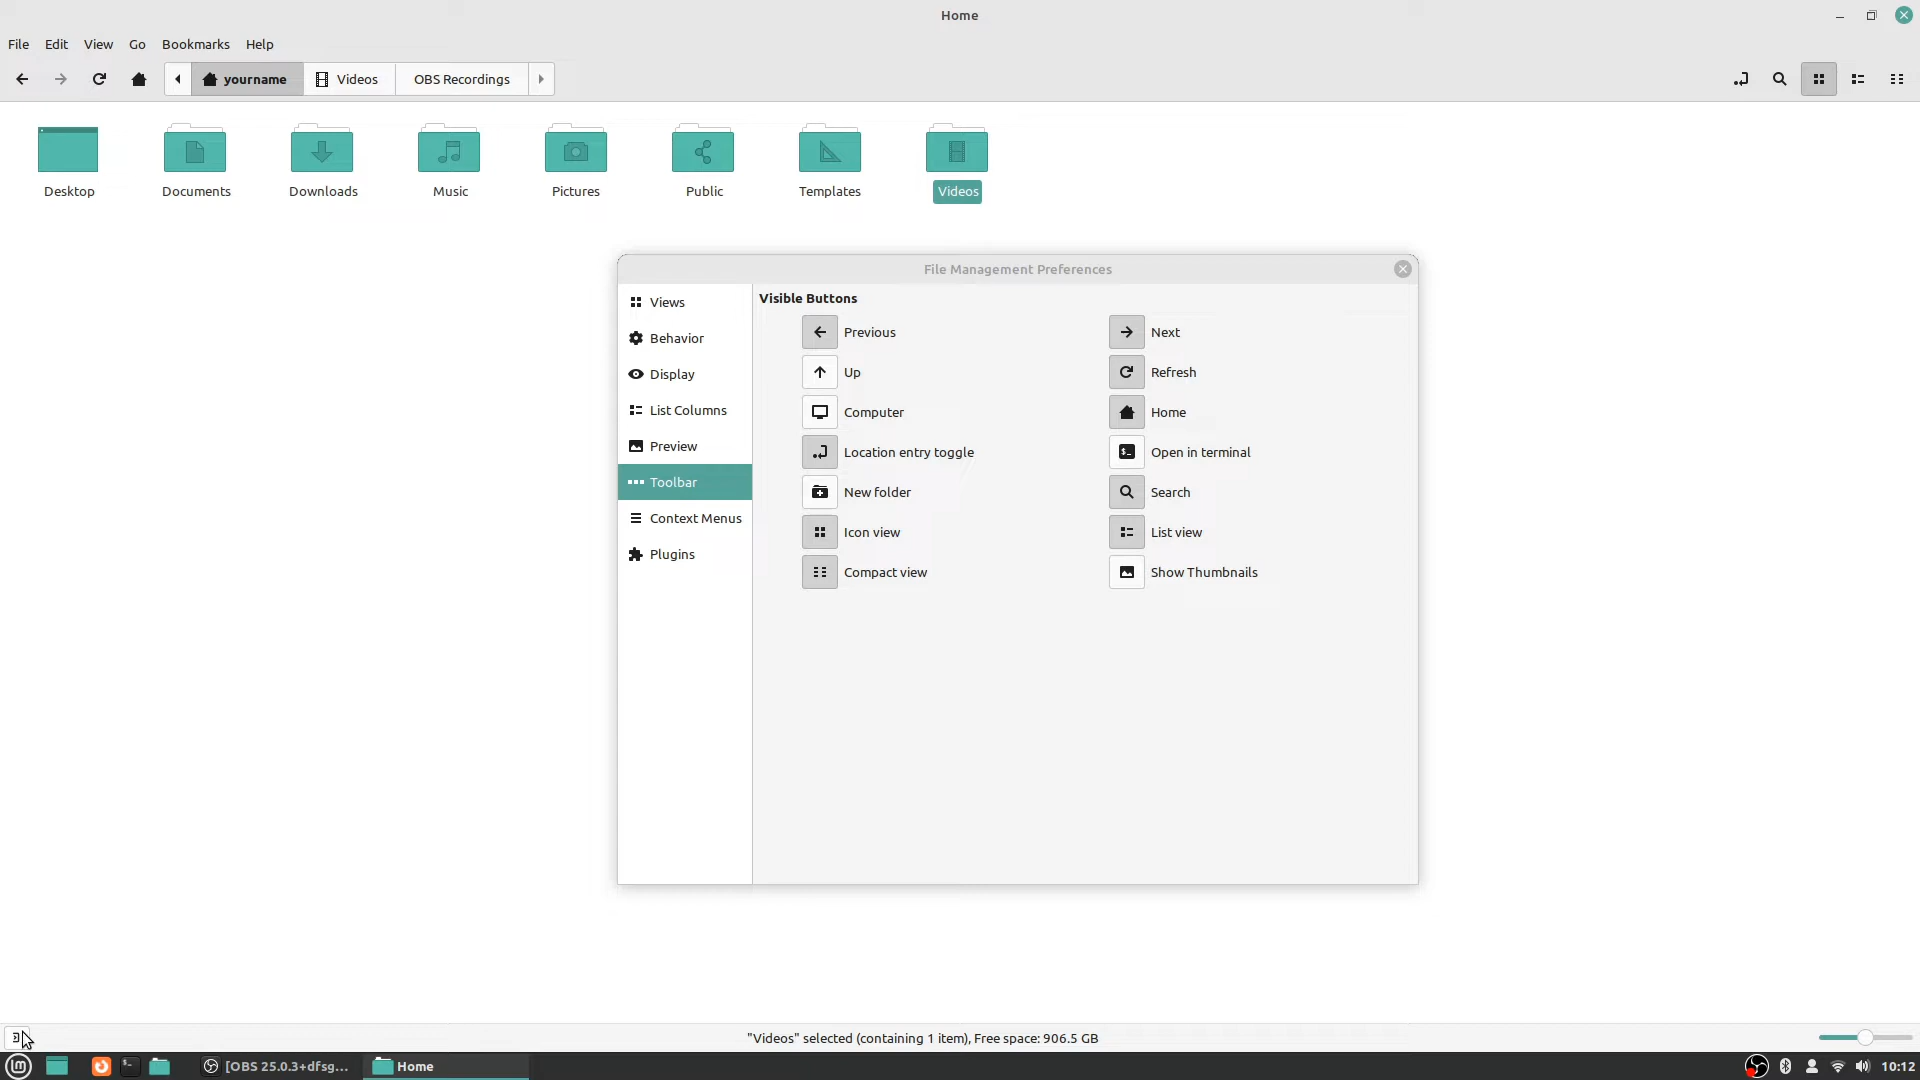 Home
File Edit View Go Bookmarks Help
yourname Videos OBS Recordings
Desktop Documents Downloads Music Pictures Public Templates Videos
File Management Preferences
Views
Behavior
Display
List Columns
Preview
Toolbar
Context Menus
Plugins
Visible Buttons
Previous Next
Up Refresh
Computer Home
Location entry toggle Open in terminal
New folder Search
Icon view List view
Compact view Show Thumbnails
"Videos" selected (containing 1 item), Free space: 906.5 GB
[OBS 25.0.3+dfsg... Home 10:12